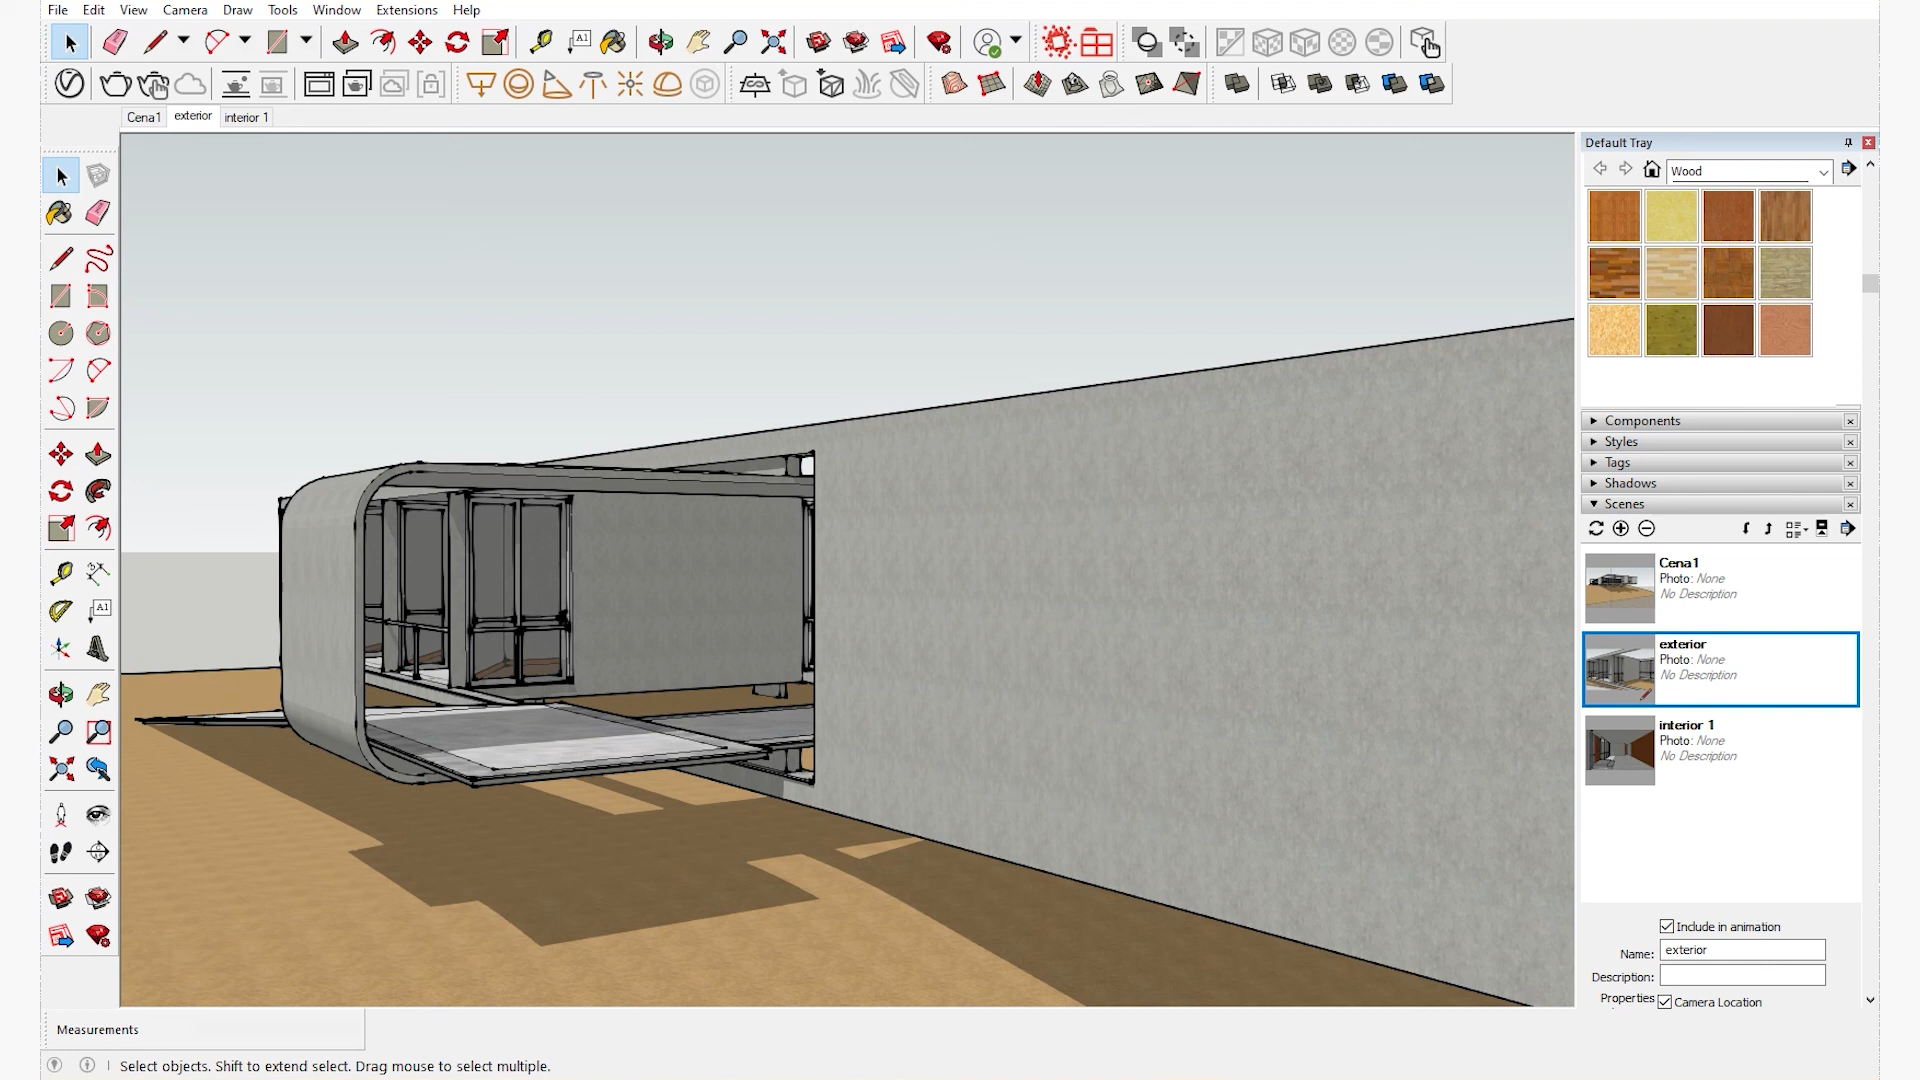 File Edit View Camera Draw Tools Window Extensions Help
A1
Cena1 exterior interior 1
Default Tray
Wood
A1
Components
Styles
Tags
Shadows
Scenes
Cena1
Photo: None
No Description
exterior
Photo: None
No Description
interior 1
Photo: None
No Description
Include in animation
Name: exterior
Description:
Properties Camera Location
Measurements
Select objects. Shift to extend select. Drag mouse to select multiple.